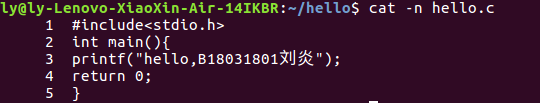 ly@ly-Lenovo-XiaoXin-Air-14IKBR:~/hello$ cat -n hello.c
     1	#include<stdio.h>
     2	int main(){
     3	printf("hello,B18031801刘炎");
     4	return 0;
     5	}